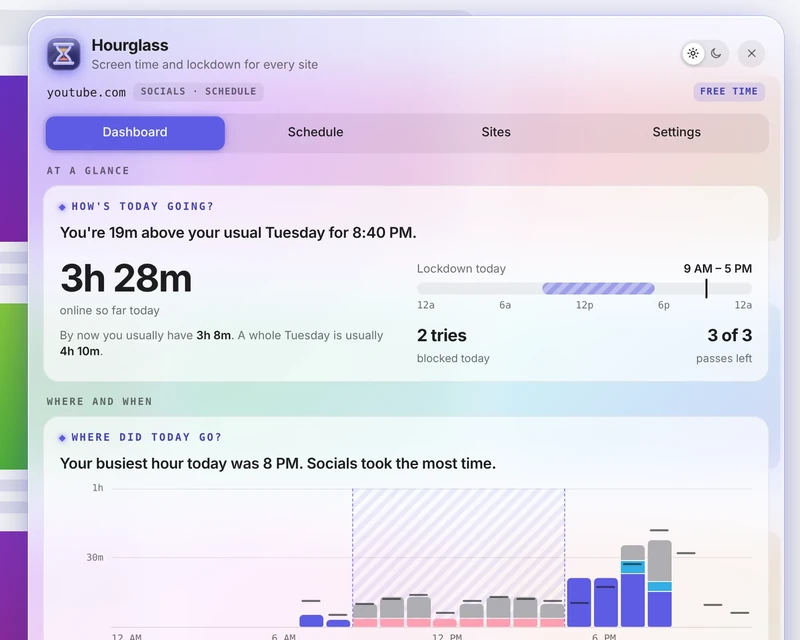 Hourglass
Screen time and lockdown for every site
youtube.com SOCIALS · SCHEDULE FREE TIME
Dashboard Schedule Sites Settings
AT A GLANCE
HOW'S TODAY GOING?
You're 19m above your usual Tuesday for 8:40 PM.
3h 28m
online so far today
By now you usually have 3h 8m. A whole Tuesday is usually
4h 10m.
Lockdown today 9 AM – 5 PM
12a 6a 12p 6p 12a
2 tries 3 of 3
blocked today passes left
WHERE AND WHEN
WHERE DID TODAY GO?
Your busiest hour today was 8 PM. Socials took the most time.
1h
30m
12 AM 6 AM 12 PM 6 PM